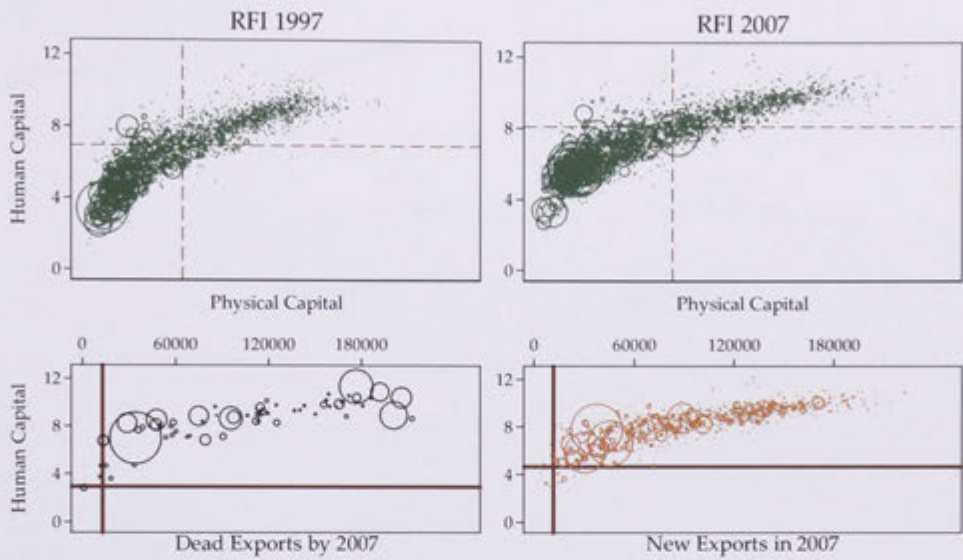 RFI 1997
RFI 2007
Human Capital
12
8
4
0
12
8
4
0
Physical Capital
Physical Capital
0 60000 120000 180000
0 60000 120000 180000
Human Capital
12
8
4
0
12
8
4
0
Dead Exports by 2007
New Exports in 2007